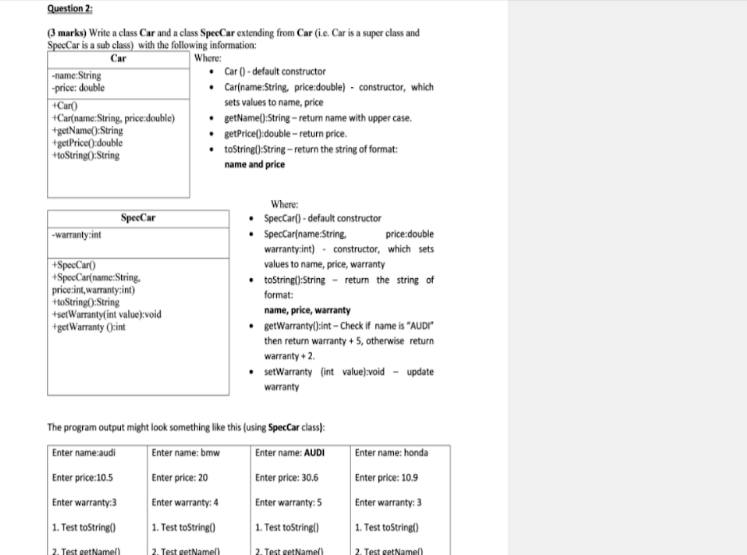 Question 2:
(3 marks) Write a class Car and a class SpecCar extending from Car (i.e. Car is a super class and
SpecCar is a sub class) with the following information:
Car
-name:String
-price: double
+Car()
+Car(name:String, price:double)
+getName():String
+getPrice():double
+toString():String
Where:
• Car () - default constructor
• Car(name:String, price:double) - constructor, which
sets values to name, price
• getName():String – return name with upper case.
• getPrice():double – return price.
• toString():String – return the string of format:
name and price
SpecCar
-warranty:int
+SpecCar()
+SpecCar(name:String,
price:int,warranty:int)
+toString():String
+setWarranty(int value):void
+getWarranty ():int
Where:
• SpecCar() - default constructor
• SpecCar(name:String, price:double
warranty:int) - constructor, which sets
values to name, price, warranty
• toString():String – return the string of
format:
name, price, warranty
• getWarranty():int – Check if name is "AUDI"
then return warranty + 5, otherwise return
warranty + 2.
• setWarranty (int value):void – update
warranty
The program output might look something like this (using SpecCar class):
Enter name:audi
Enter price:10.5
Enter warranty:3
1. Test toString()
2. Test getName()
Enter name: bmw
Enter price: 20
Enter warranty: 4
1. Test toString()
2. Test getName()
Enter name: AUDI
Enter price: 30.6
Enter warranty: 5
1. Test toString()
2. Test getName()
Enter name: honda
Enter price: 10.9
Enter warranty: 3
1. Test toString()
2. Test getName()